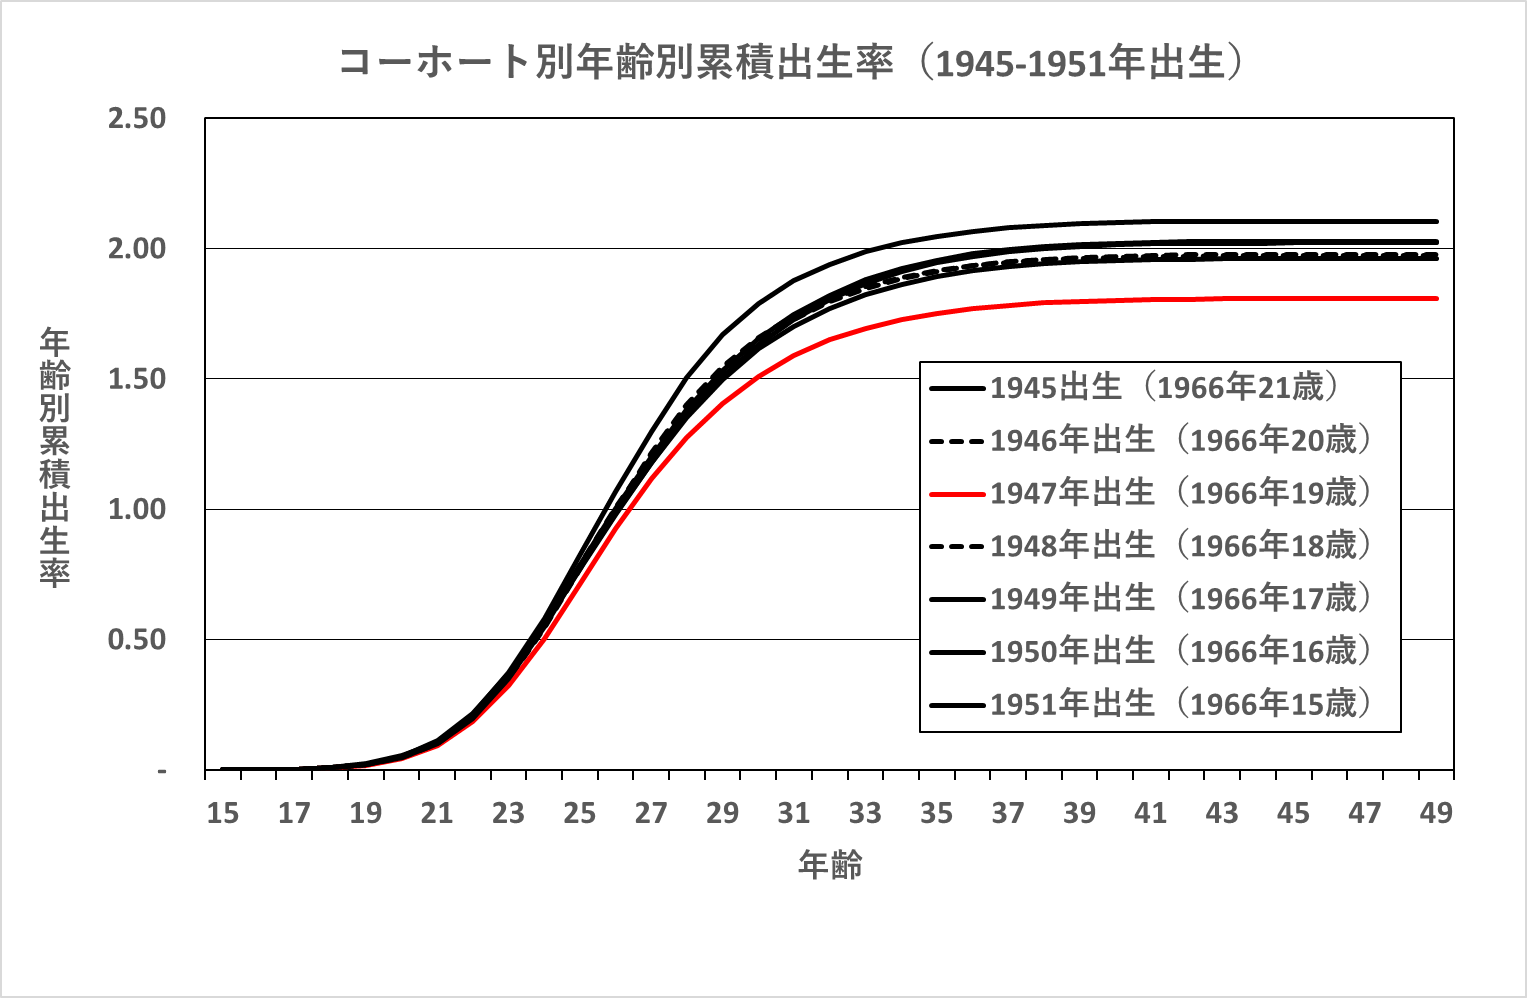 コーホート別年齢別累積出生率（1945-1951年出生）
2.50
2.00
1.50
1.00
0.50
-
年齢別累積出生率
1945出生（1966年21歳）
1946年出生（1966年20歳）
1947年出生（1966年19歳）
1948年出生（1966年18歳）
1949年出生（1966年17歳）
1950年出生（1966年16歳）
1951年出生（1966年15歳）
15 17 19 21 23 25 27 29 31 33 35 37 39 41 43 45 47 49
年齢